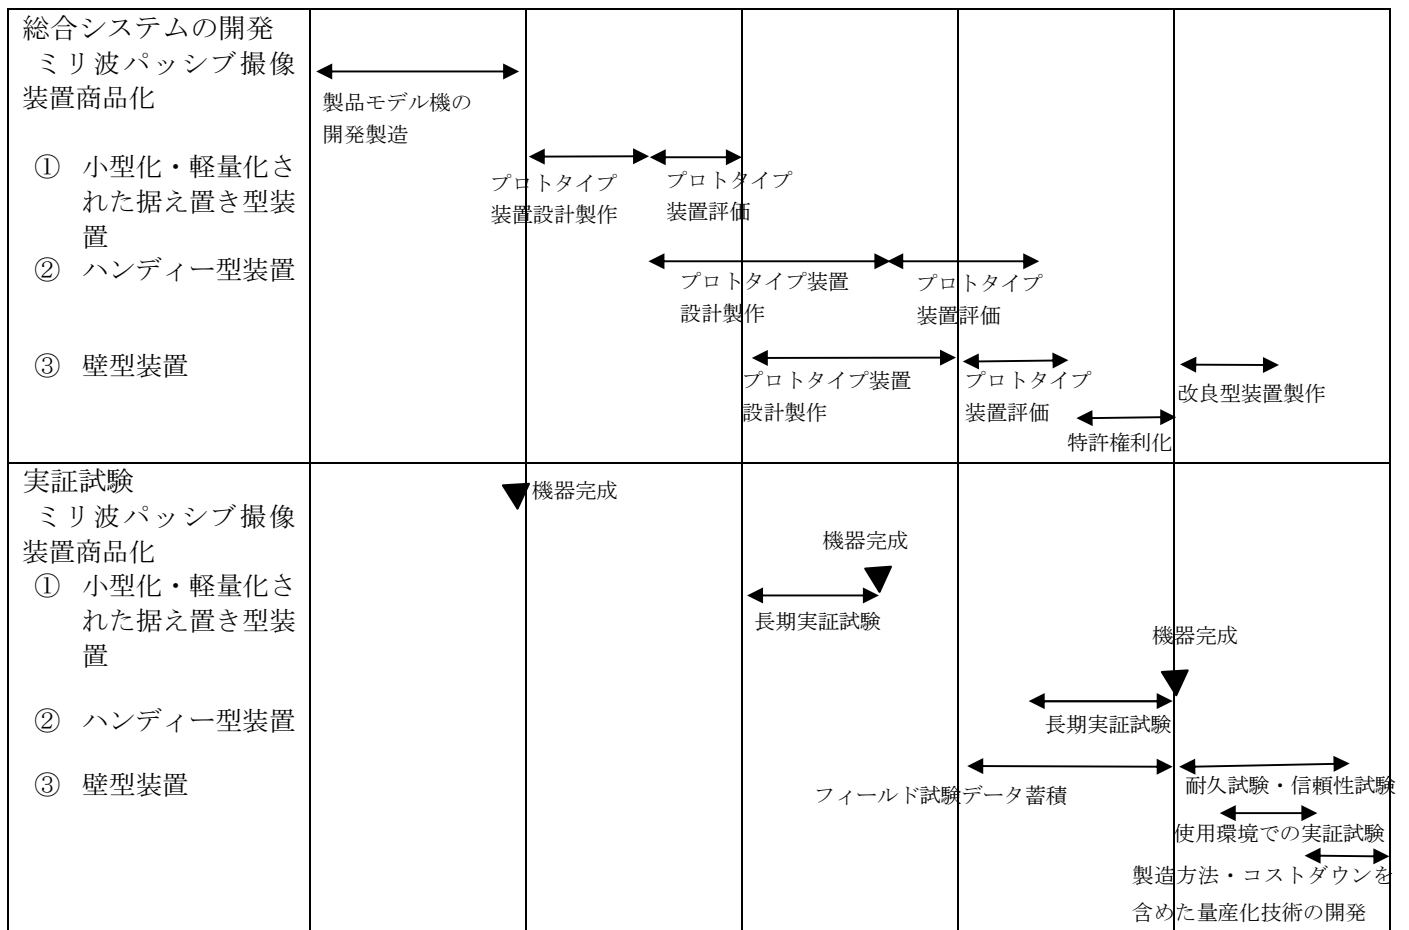 総合システムの開発
ミリ波パッシブ撮像
装置商品化
製品モデル機の
開発製造
① 小型化・軽量化さ
れた据え置き型装
置
プロトタイプ
装置設計製作
プロトタイプ
装置評価
② ハンディー型装置
プロトタイプ装置
設計製作
プロトタイプ
装置評価
③ 壁型装置
プロトタイプ装置
設計製作
プロトタイプ
装置評価
特許権利化
改良型装置製作
実証試験
ミリ波パッシブ撮像
装置商品化
機器完成
① 小型化・軽量化さ
れた据え置き型装
置
機器完成
長期実証試験
② ハンディー型装置
機器完成
長期実証試験
③ 壁型装置
フィールド試験データ蓄積
耐久試験・信頼性試験
使用環境での実証試験
製造方法・コストダウンを
含めた量産化技術の開発